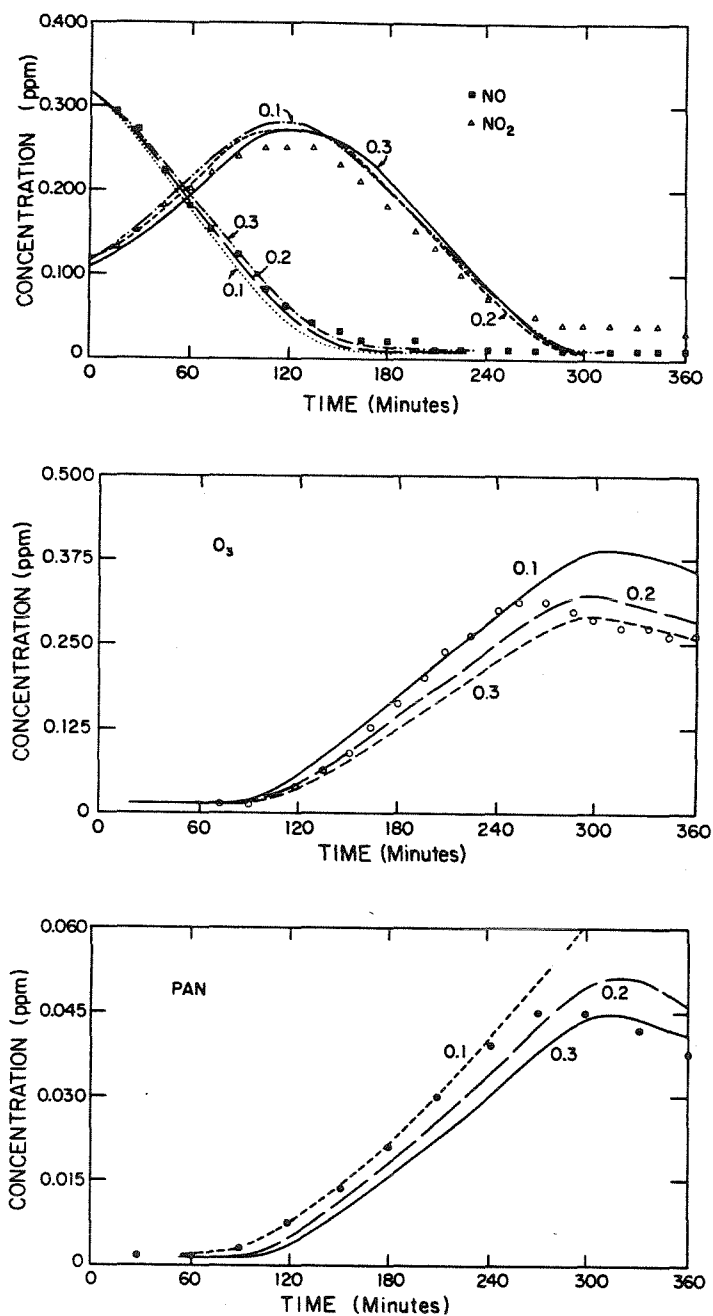 0.400
0.300
0.200
0.100
0
CONCENTRATION (ppm)
NO
NO2
0.1
0.3
0.3
0.2
0.1
0.2
0 60 120 180 240 300 360
TIME (Minutes)
0.500
0.375
0.250
0.125
0
CONCENTRATION (ppm)
O3
0.1
0.2
0.3
0 60 120 180 240 300 360
TIME (Minutes)
0.060
0.045
0.030
0.015
0
CONCENTRATION (ppm)
PAN
0.1
0.2
0.3
0 60 120 180 240 300 360
TIME (Minutes)